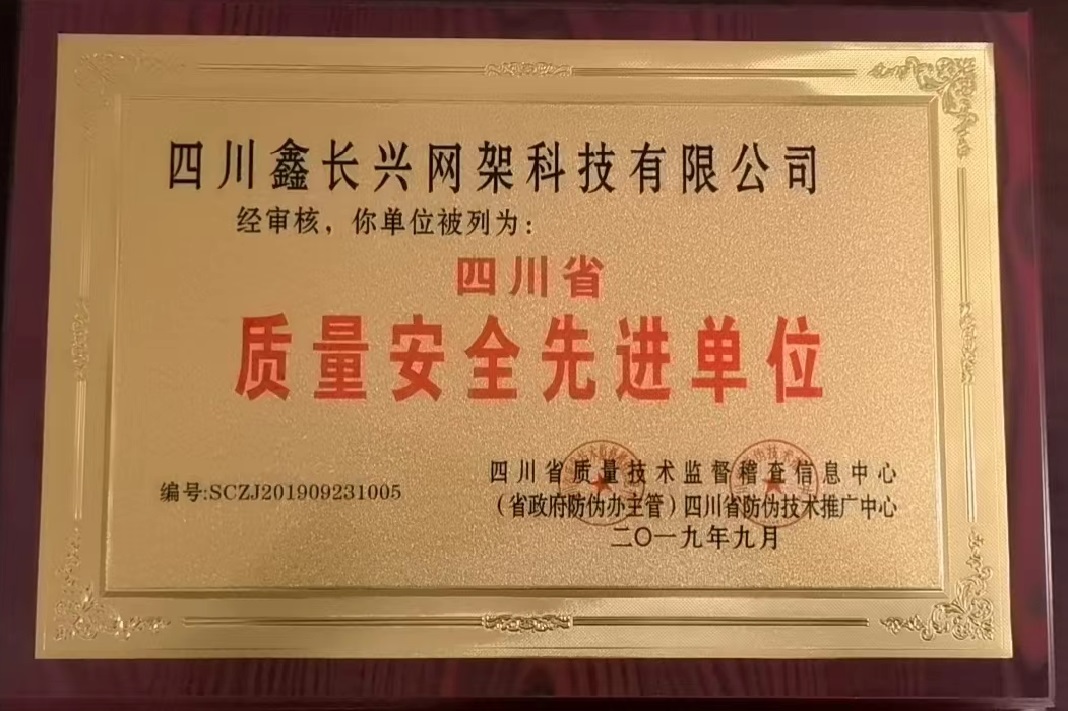 四川鑫长兴网架科技有限公司
经审核，你单位被列为：
四川省
质量安全先进单位
编号:SCZJ201909231005
四川省质量技术监督稽查信息中心
（省政府防伪办主管）四川省防伪技术推广中心
二〇一九年九月